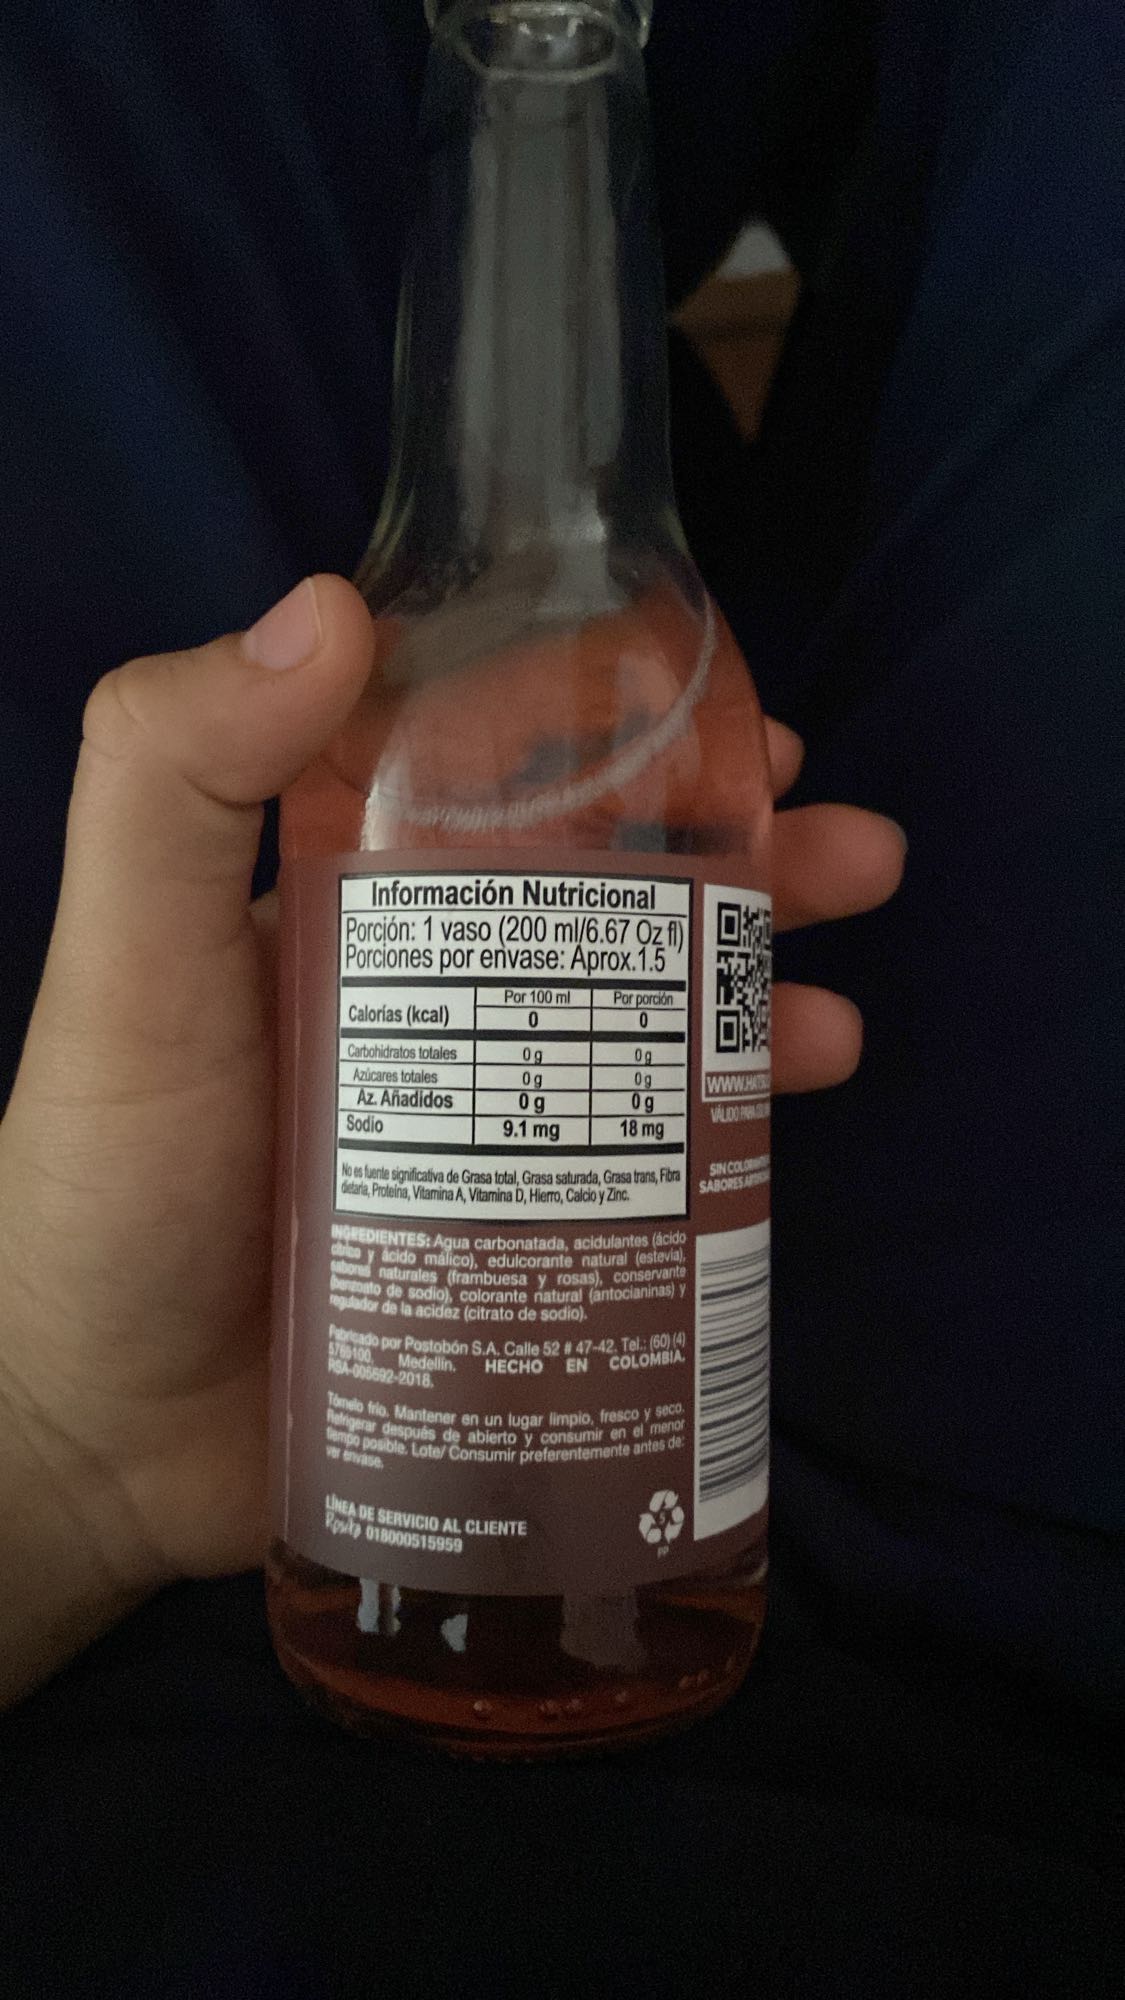 Información Nutricional
Porción: 1 vaso (200 ml/6.67 Oz fl)
Porciones por envase: Aprox.1.5
Por 100 ml Por porción
Calorías (kcal) 0 0
Carbohidratos totales 0 g 0 g
Azúcares totales 0 g 0 g
Az. Añadidos 0 g 0 g
Sodio 9.1 mg 18 mg
No es fuente significativa de Grasa total, Grasa saturada, Grasa trans, Fibra
dietaria, Proteína, Vitamina A, Vitamina D, Hierro, Calcio y Zinc.
INGREDIENTES: Agua carbonatada, acidulantes (ácido
cítrico y ácido málico), edulcorante natural (estevia),
sabores naturales (frambuesa y rosas), conservante
(benzoato de sodio), colorante natural (antocianinas) y
regulador de la acidez (citrato de sodio).
Fabricado por Postobón S.A. Calle 52 # 47-42. Tel.: (60) (4)
5769100, Medellín. HECHO EN COLOMBIA.
RSA-005692-2018.
Tómelo frío. Mantener en un lugar limpio, fresco y seco.
Refrigerar después de abierto y consumir en el menor
tiempo posible. Lote/ Consumir preferentemente antes de:
ver envase.
LÍNEA DE SERVICIO AL CLIENTE
Rosita 018000515959
5
PP
WWW.HATSU
VÁLIDO PARA
SIN
SABORES